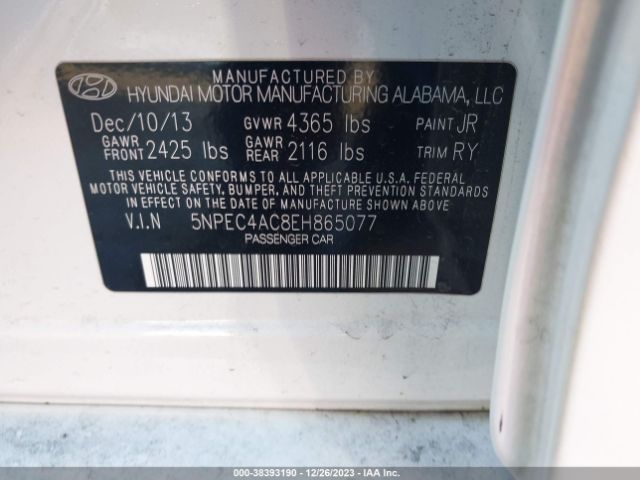 MANUFACTURED BY
HYUNDAI MOTOR MANUFACTURING ALABAMA, LLC
Dec/10/13 GVWR 4365 lbs PAINT JR
GAWR FRONT 2425 lbs GAWR REAR 2116 lbs TRIM RY
THIS VEHICLE CONFORMS TO ALL APPLICABLE U.S.A. FEDERAL
MOTOR VEHICLE SAFETY, BUMPER, AND THEFT PREVENTION STANDARDS
IN EFFECT ON THE DATE OF MANUFACTURE SHOWN ABOVE.
V.I.N 5NPEC4AC8EH865077
PASSENGER CAR
000-38393190 - 12/26/2023 - IAA Inc.